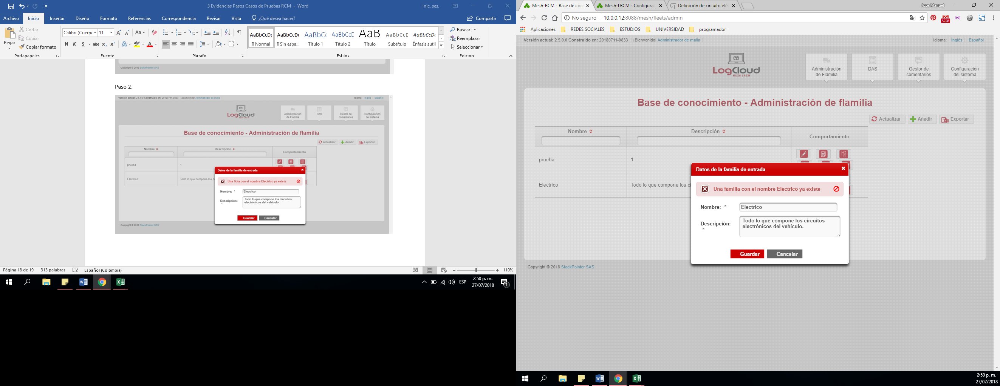 3 Evidencias Pasos Casos de Pruebas RCM - Word
Inic. ses.
Archivo Inicio Insertar Diseño Formato Referencias Correspondencia Revisar Vista ¿Qué desea hacer? Compartir
Pegar
Cortar
Copiar
Copiar formato
Portapapeles
Calibri (Cuerpo 11
Fuente
Párrafo
AaBbCcDc AaBbCcDc AaBbC( AaBbCcD AaB AaBbCcD AaBbCcDc
¶ Normal ¶ Sin espa... Título 1 Título 2 Título Subtítulo Énfasis sutil
Estilos
Buscar
Reemplazar
Seleccionar
Edición
Copyright © 2018 StackPointer SAS
Paso 2.
Versión actual: 2.5.0.0 Construido en: 20180711-0833 ¡Bienvenido! Administrador de malla
Idioma: Inglés Español
LogCloud
MESH LRCM
Administración de Flamilia
DAS
Gestor de comentarios
Configuración del sistema
Base de conocimiento - Administración de flamilia
Actualizar Añadir Exportar
Nombre Descripción Comportamiento
prueba 1
Electrico Todo lo que compone los ci
Datos de la familia de entrada
Una flota con el nombre Electrico ya existe
Nombre: * Electrico
Descripción: * Todo lo que compone los circuitos
electrónicos del vehículo.
Guardar Cancelar
Copyright © 2018 StackPointer SAS
Página 18 de 19 313 palabras Español (Colombia) 110%
ESP 2:50 p. m.
27/07/2018
1
Mesh-RCM - Base de con Mesh-LRCM - Configurac Definición de circuito elé
Jose Manuel
No seguro 10.0.0.12:8088/mesh/fleets/admin
5228
Aplicaciones REDES SOCIALES ESTUDIOS UNIVERSIDAD programador
Versión actual: 2.5.0.0 Construido en: 20180711-0833 ¡Bienvenido! Administrador de malla
Idioma: Inglés Español
LogCloud
MESH LRCM
Administración de Flamilia
DAS
Gestor de comentarios
Configuración del sistema
Base de conocimiento - Administración de flamilia
Actualizar Añadir Exportar
Nombre Descripción Comportamiento
prueba 1
Electrico Todo lo que compone los ci
Datos de la familia de entrada
Una familia con el nombre Electrico ya existe
Nombre: * Electrico
Descripción: * Todo lo que compone los circuitos
electrónicos del vehículo.
Guardar Cancelar
Copyright © 2018 StackPointer SAS
2:50 p. m.
27/07/2018